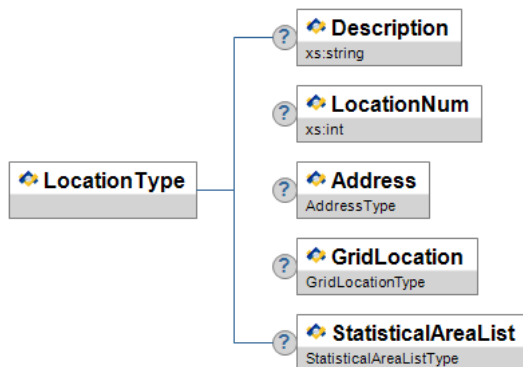 Description
xs:string
LocationNum
xs:int
LocationType
Address
AddressType
GridLocation
GridLocationType
StatisticalAreaList
StatisticalAreaListType
?
?
?
?
?